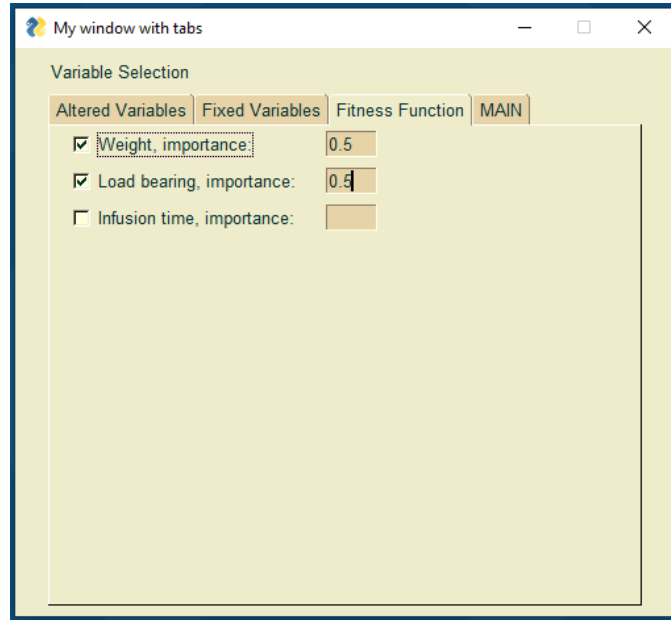 My window with tabs
Variable Selection
Altered Variables Fixed Variables Fitness Function MAIN
Weight, importance: 0.5
Load bearing, importance: 0.5
Infusion time, importance: